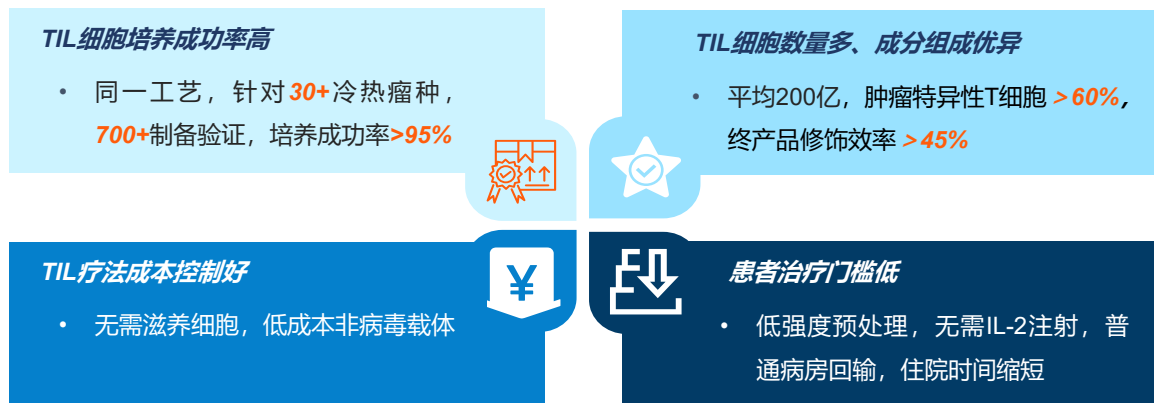 TIL细胞培养成功率高
• 同一工艺，针对30+冷热瘤种，
700+制备验证，培养成功率>95%
TIL细胞数量多、成分组成优异
• 平均200亿，肿瘤特异性T细胞＞60%，
终产品修饰效率＞45%
TIL疗法成本控制好
• 无需滋养细胞，低成本非病毒载体
¥
患者治疗门槛低
• 低强度预处理，无需IL-2注射，普
通病房回输，住院时间缩短